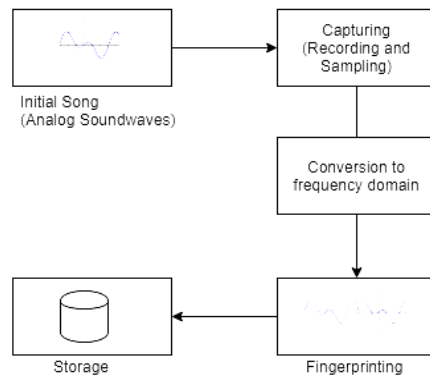 Initial Song
(Analog Soundwaves)
Capturing
(Recording and
Sampling)
Conversion to
frequency domain
Fingerprinting
Storage